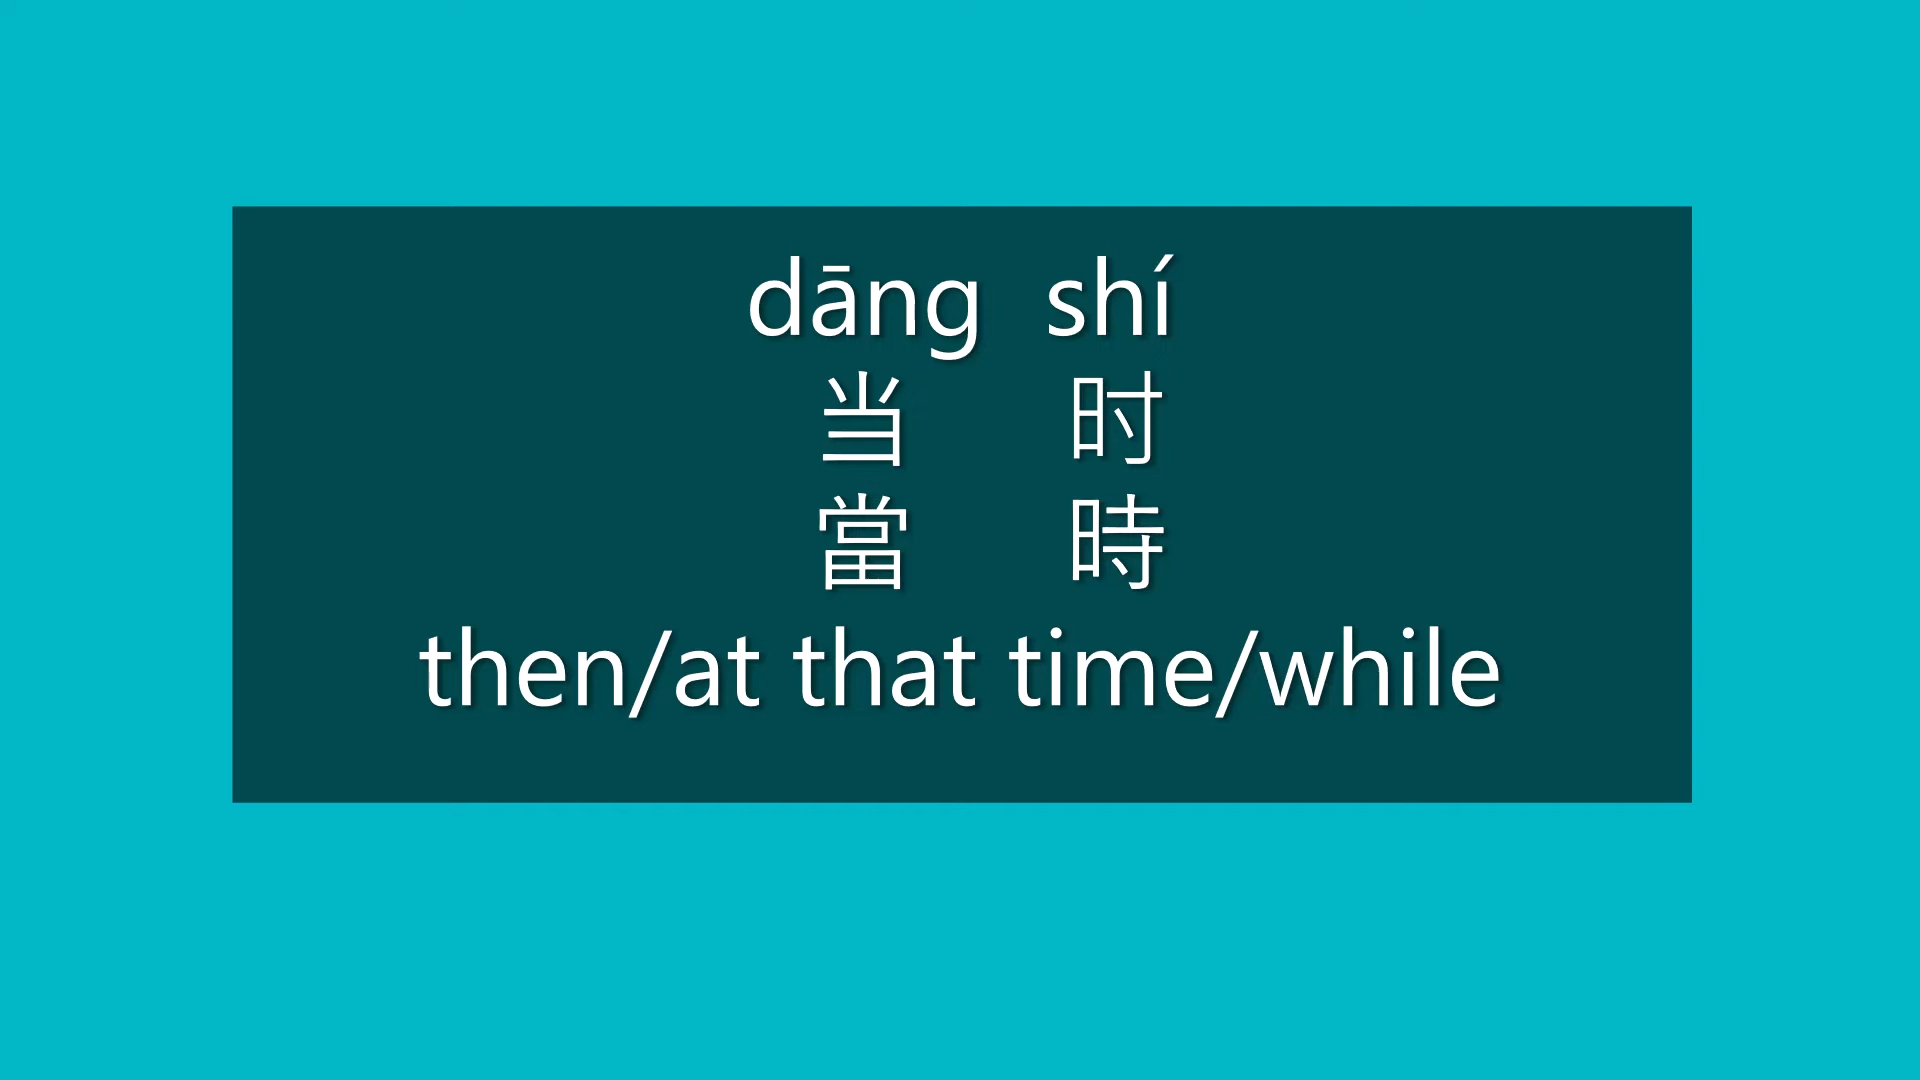 dāng shí
当 时
當 時
then/at that time/while